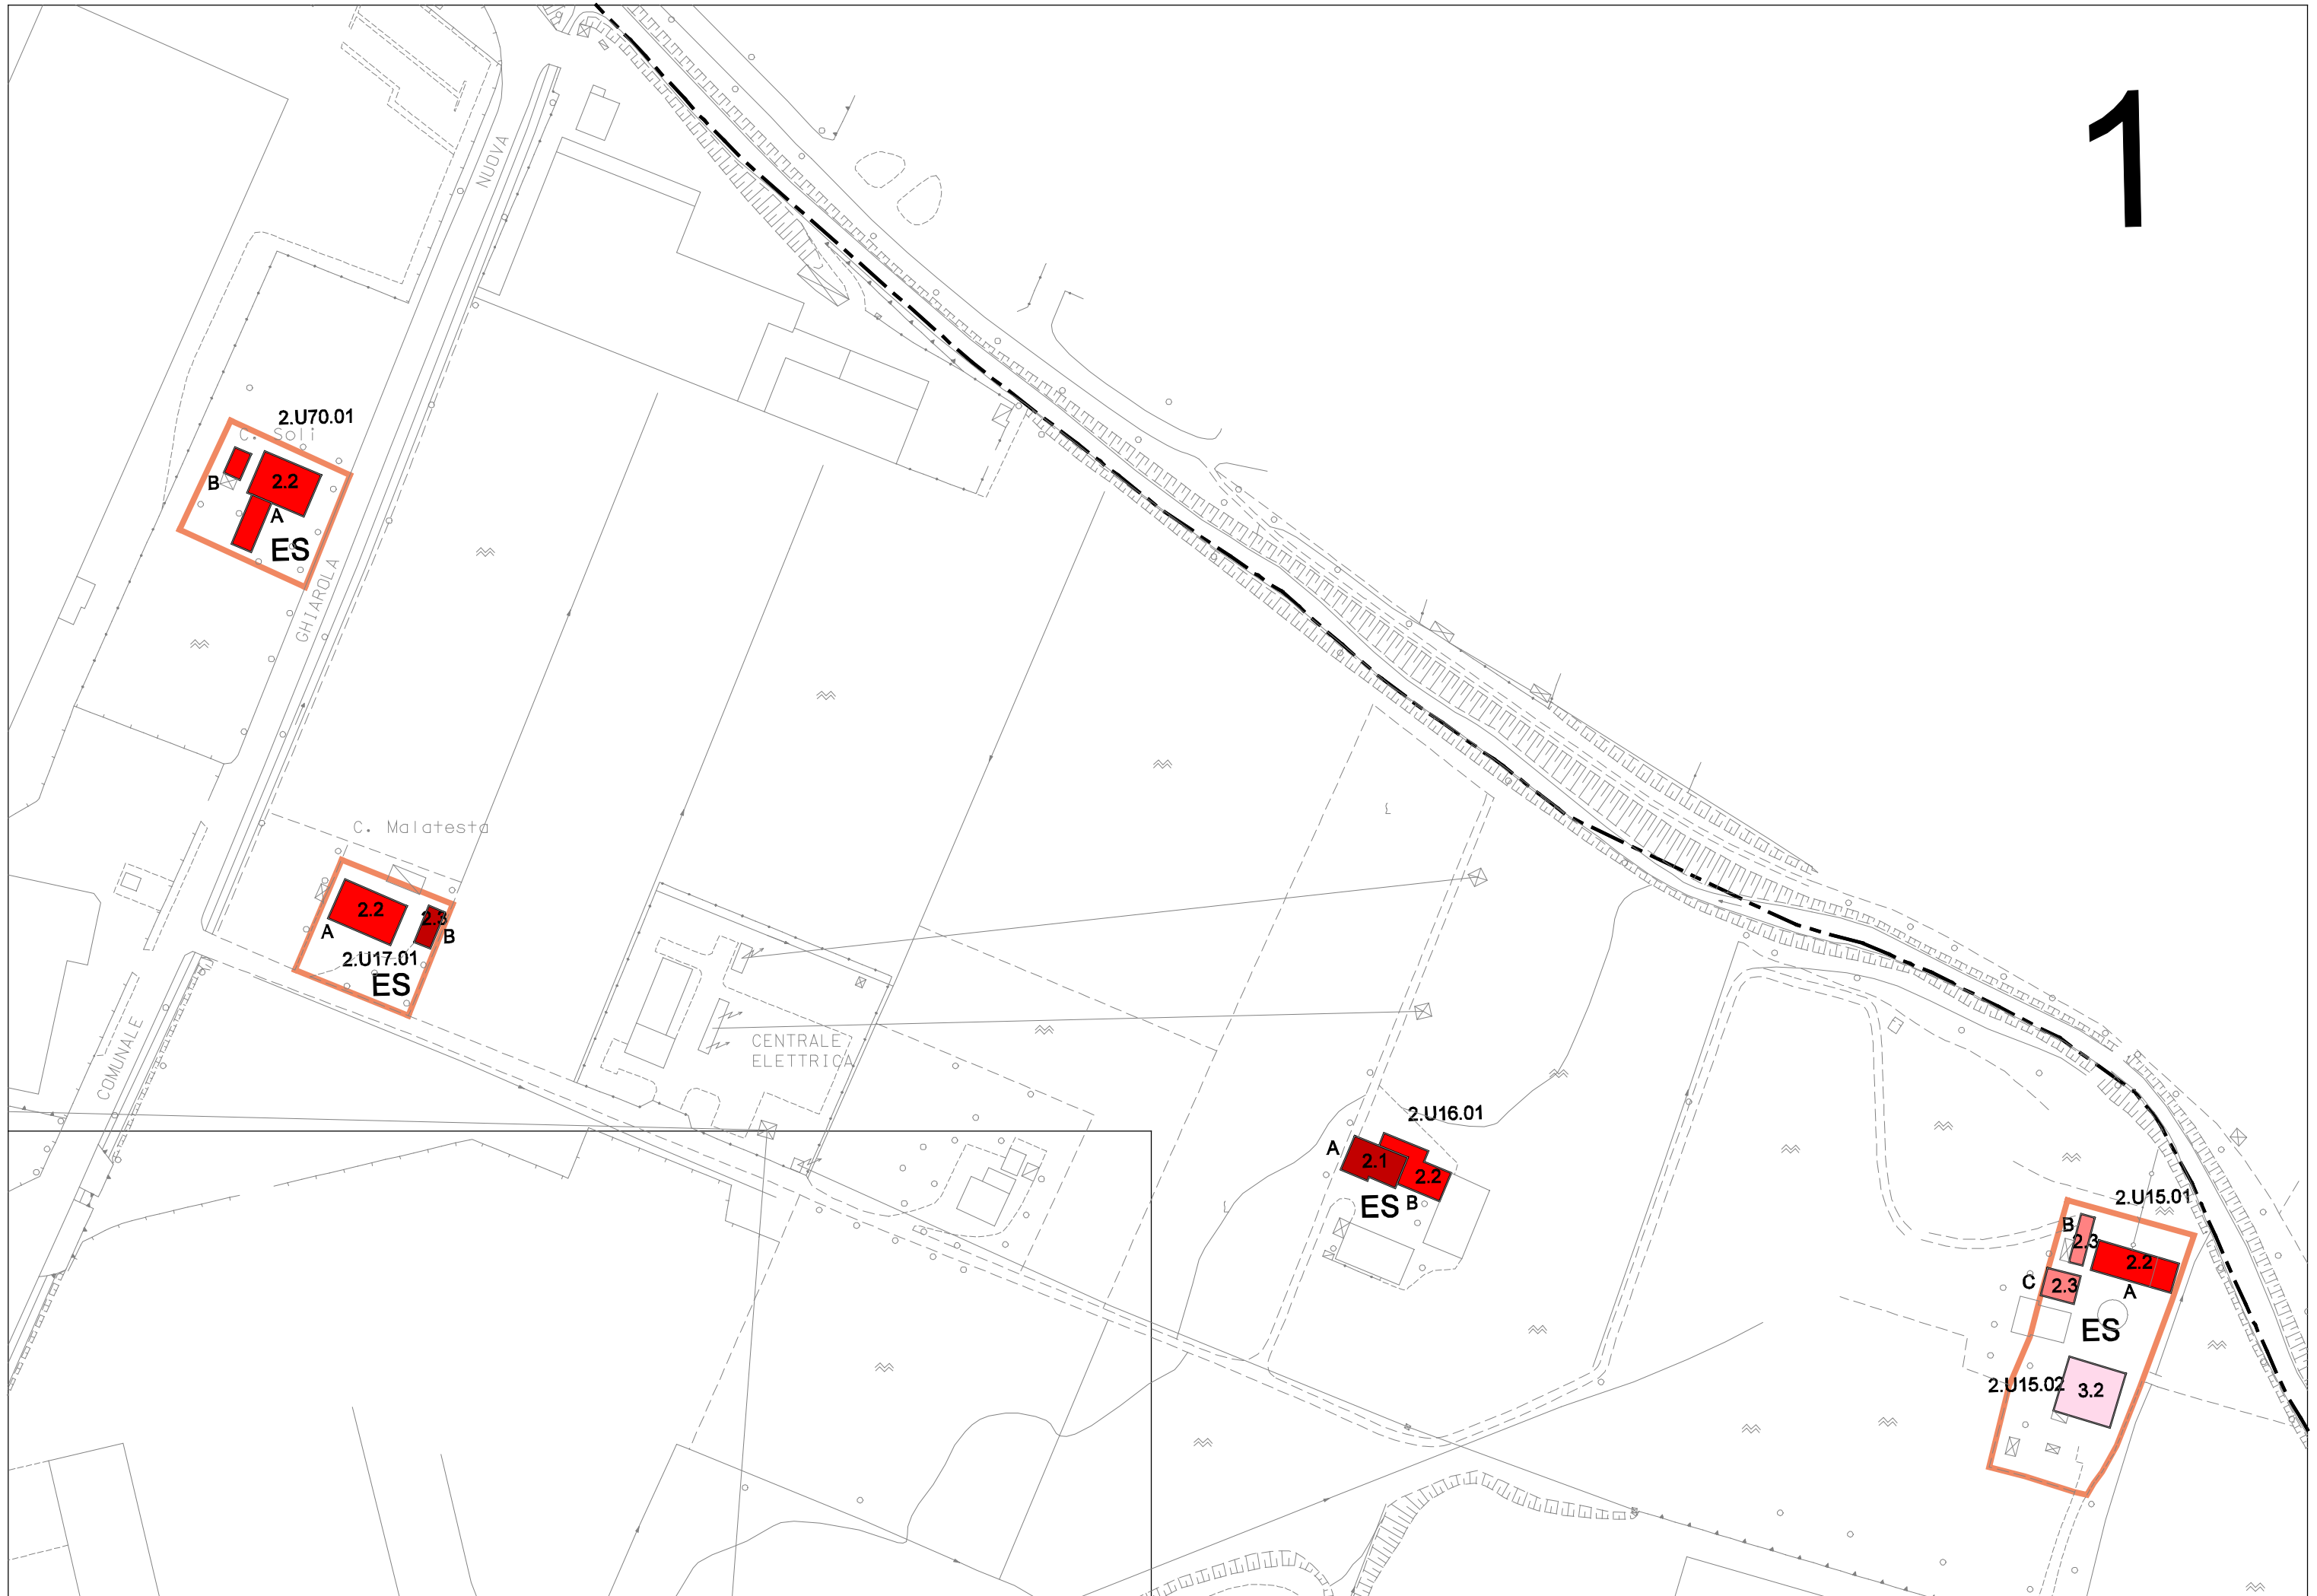 1
NUOVA
2.U70.01
C. Soli
B
2.2
A
ES
GHIAROLA
C. Malatesta
2.2
2.3
A
B
2.U17.01
ES
COMUNALE
CENTRALE
ELETTRICA
2.U16.01
A
2.1
2.2
ES
B
2.U15.01
B
2.3
2.2
C
2.3
A
ES
2.U15.02
3.2